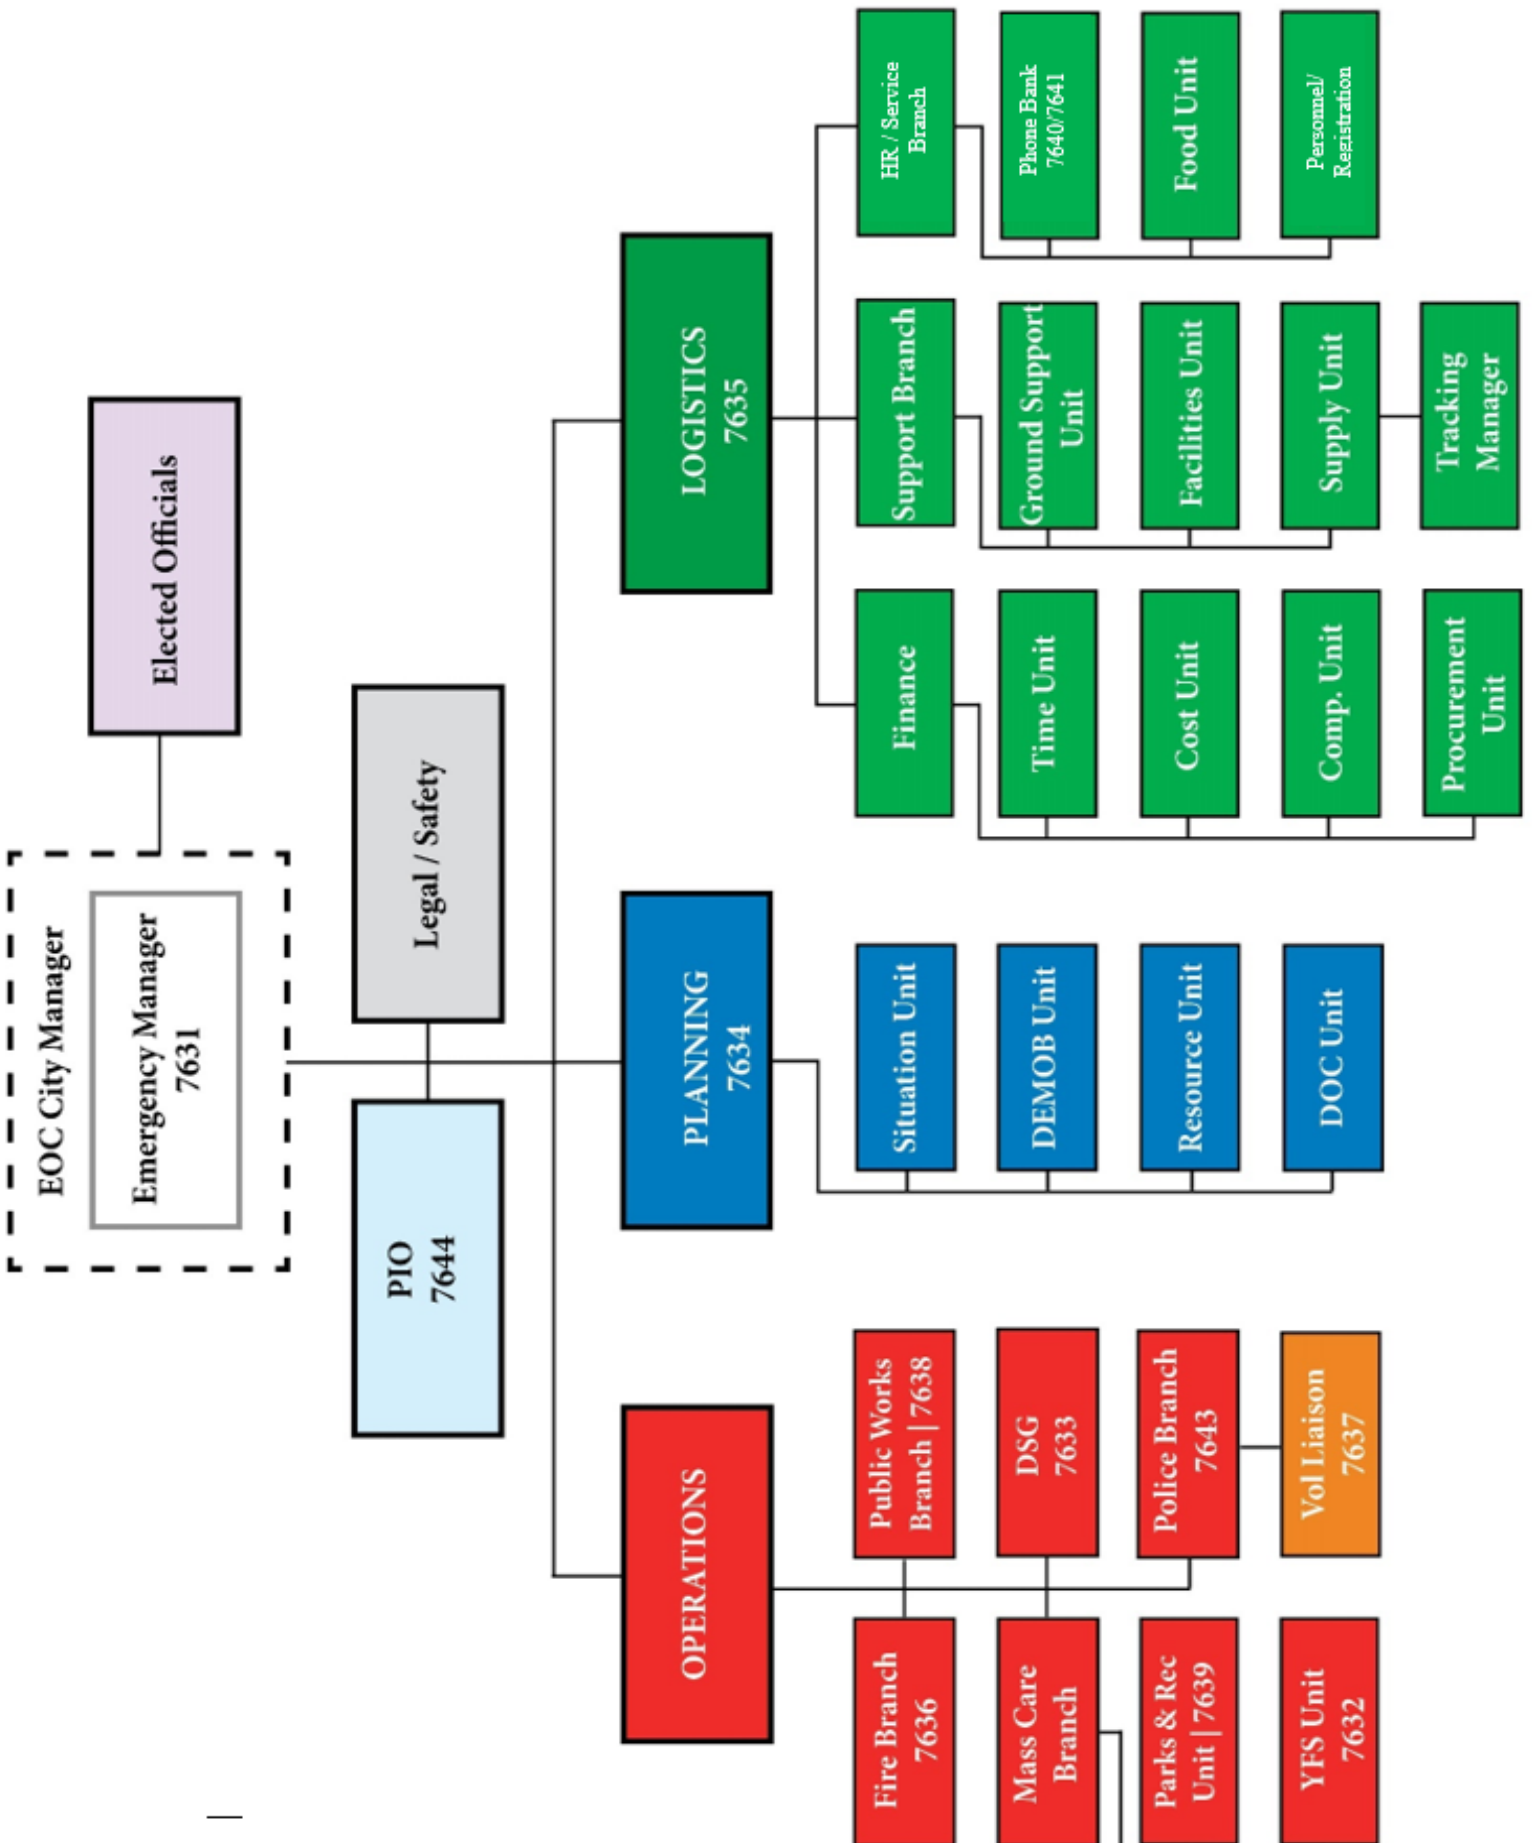 EOC City Manager
Emergency Manager
7631
Elected Officials
PIO
7644
Legal / Safety
OPERATIONS
PLANNING
7634
LOGISTICS
7635
Fire Branch
7636
Public Works
Branch | 7638
Mass Care
Branch
DSG
7633
Parks & Rec
Unit | 7639
Police Branch
7643
YFS Unit
7632
Vol Liaison
7637
Situation Unit
DEMOB Unit
Resource Unit
DOC Unit
Finance
Time Unit
Cost Unit
Comp. Unit
Procurement
Unit
Support Branch
Ground Support
Unit
Facilities Unit
Supply Unit
Tracking
Manager
HR / Service
Branch
Phone Bank
7640/7641
Food Unit
Personnel/
Registration